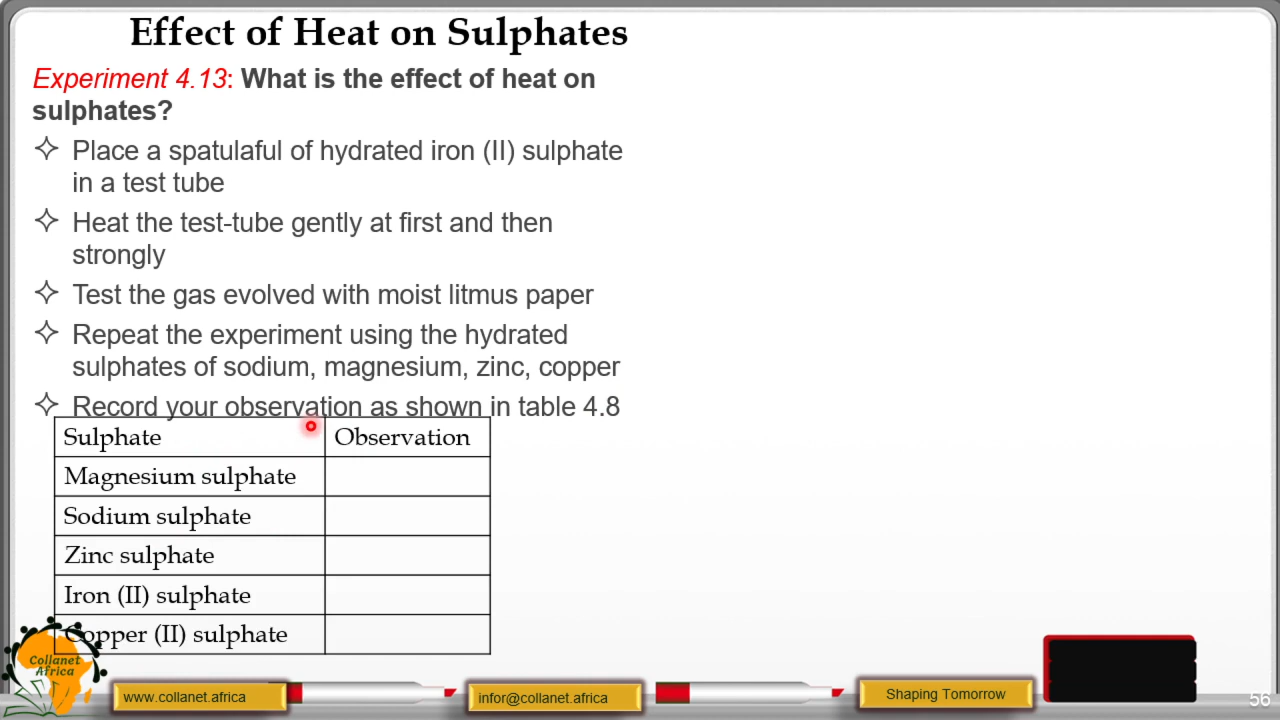 Effect of Heat on Sulphates
Experiment 4.13: What is the effect of heat on
sulphates?
Place a spatulaful of hydrated iron (II) sulphate
in a test tube
Heat the test-tube gently at first and then
strongly
Test the gas evolved with moist litmus paper
Repeat the experiment using the hydrated
sulphates of sodium, magnesium, zinc, copper
Record your observation as shown in table 4.8
Sulphate Observation
Magnesium sulphate
Sodium sulphate
Zinc sulphate
Iron (II) sulphate
Copper (II) sulphate
Collanet
Africa
www.collanet.africa
infor@collanet.africa
Shaping Tomorrow
56